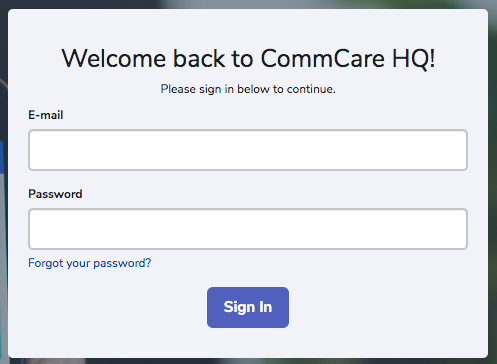 Welcome back to CommCare HQ!
Please sign in below to continue.
E-mail
Password
Forgot your password?
Sign In